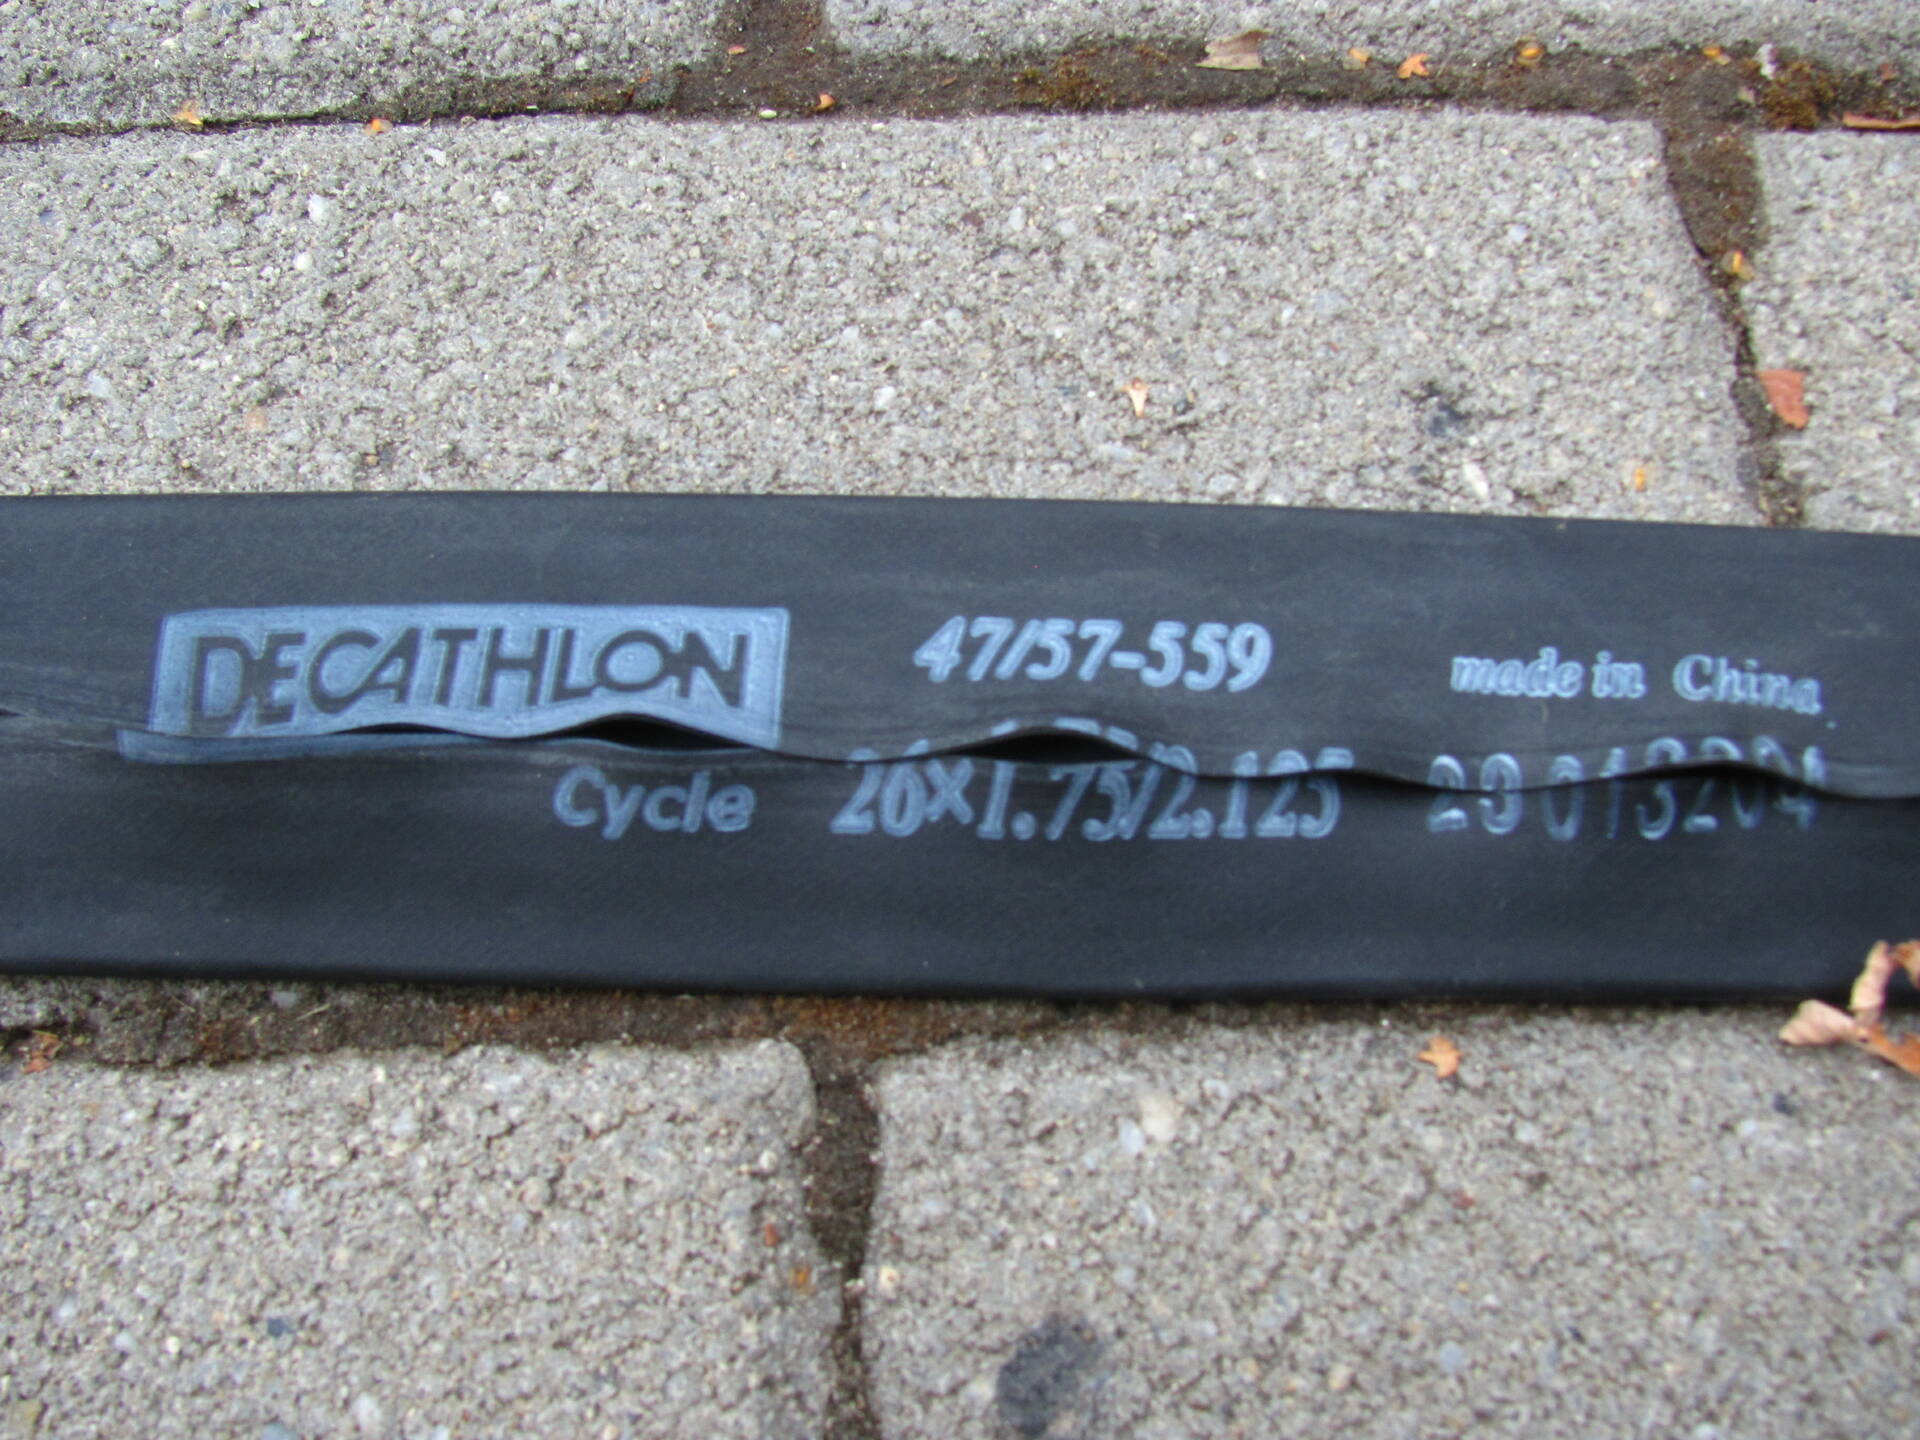 DECATHLON 47/57-559 made in China
Cycle 26x1.75/2.125